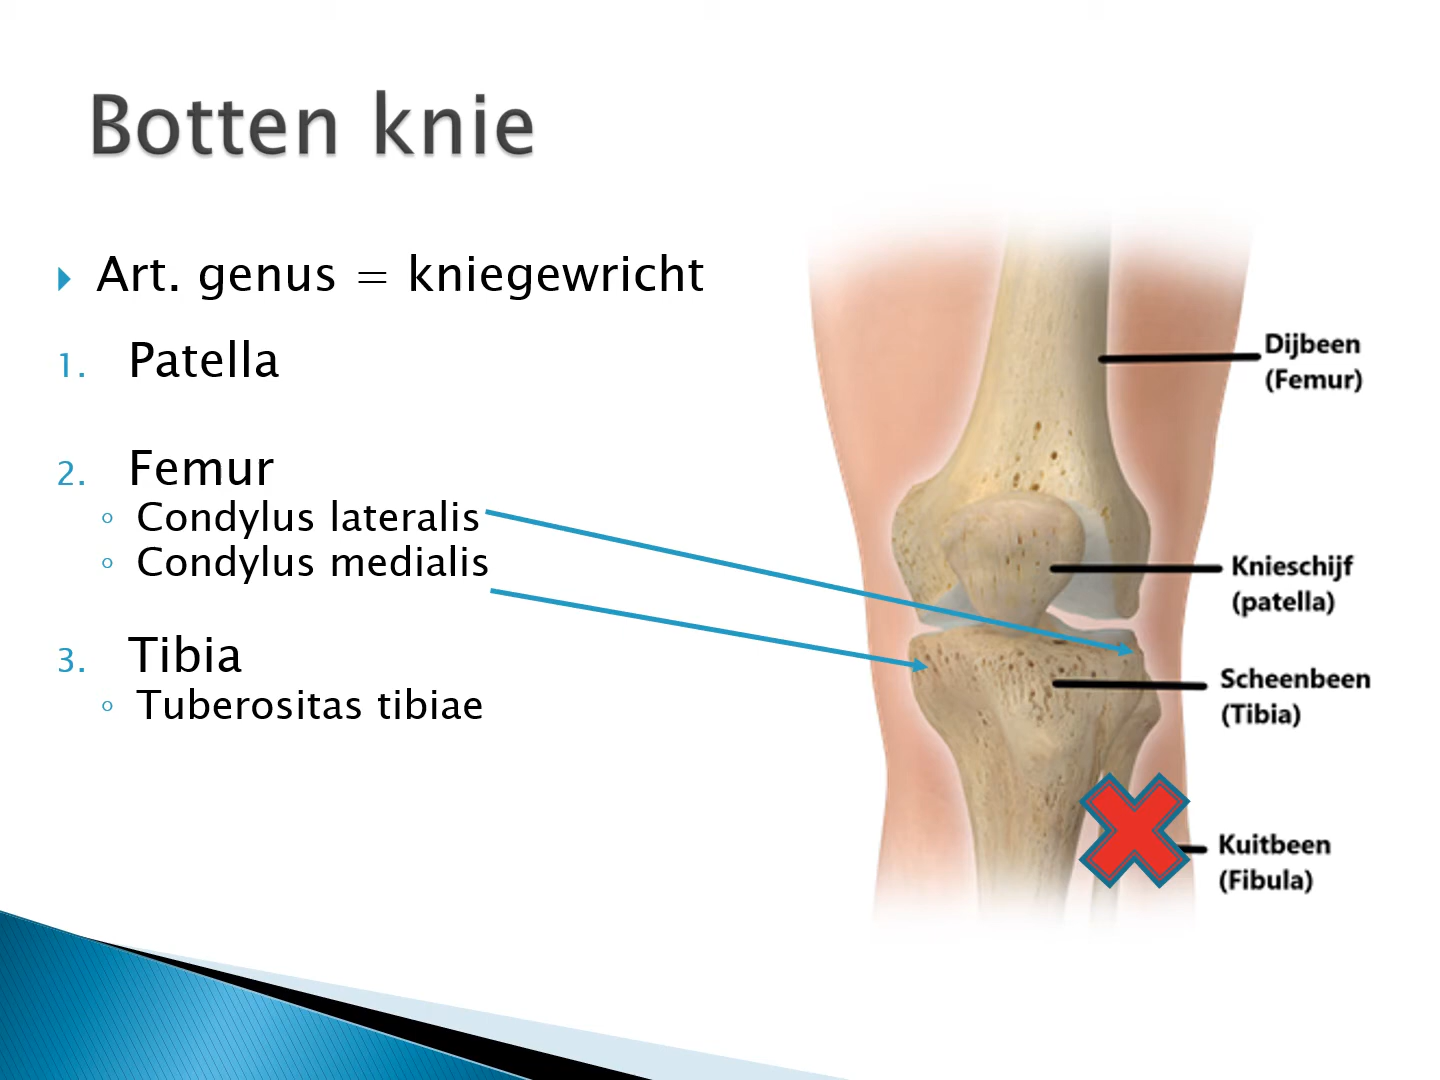 Botten knie
Art. genus = kniegewricht
1. Patella
2. Femur
Condylus lateralis
Condylus medialis
3. Tibia
Tuberositas tibiae
Dijbeen
(Femur)
Knieschijf
(patella)
Scheenbeen
(Tibia)
Kuitbeen
(Fibula)